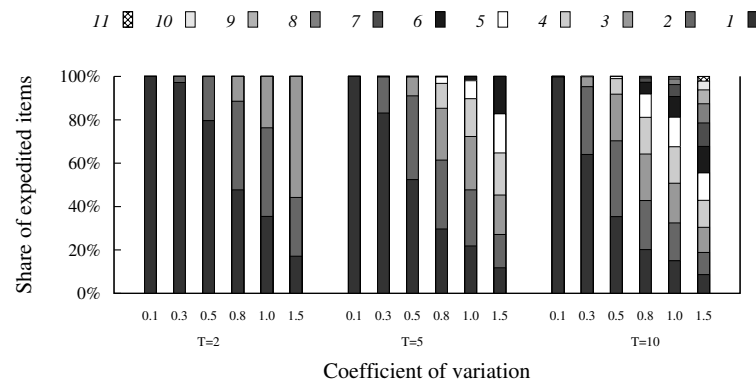 11 10 9 8 7 6 5 4 3 2 1
100%
80%
60%
40%
20%
0%
Share of expedited items
0.1 0.3 0.5 0.8 1.0 1.5 0.1 0.3 0.5 0.8 1.0 1.5 0.1 0.3 0.5 0.8 1.0 1.5
T=2 T=5 T=10
Coefficient of variation